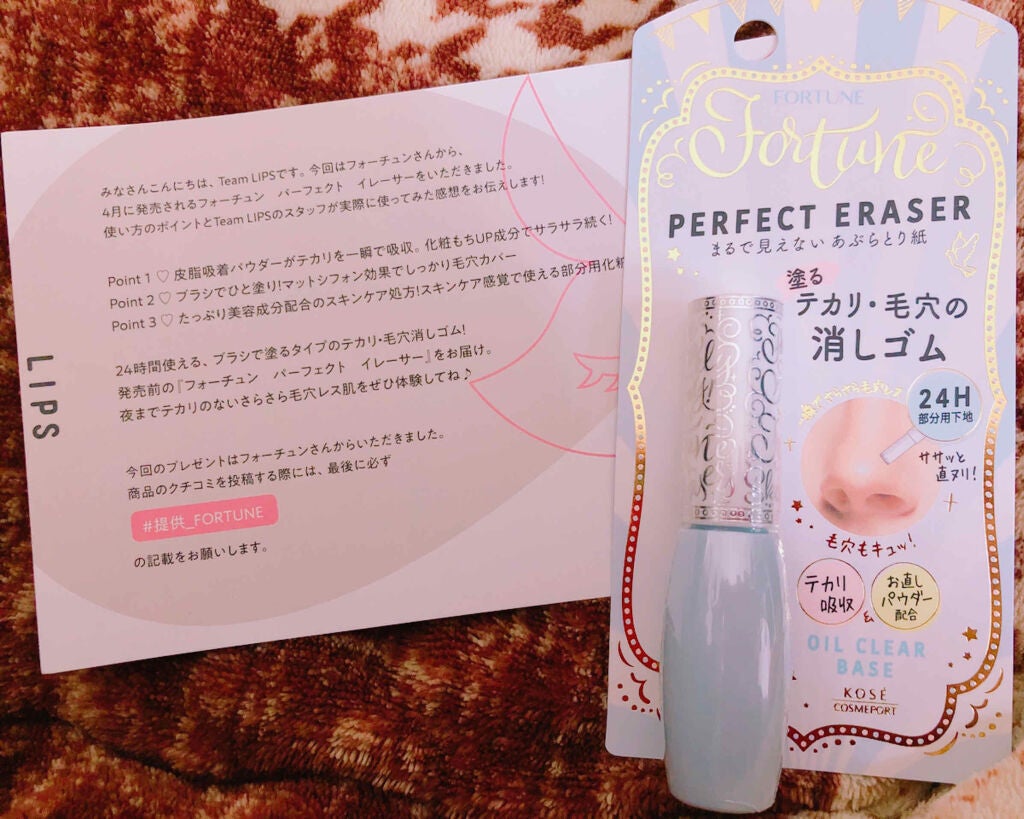 みなさんこんにちは、Team LIPSです。今回はフォーチュンさんから、
4月に発売されるフォーチュン　パーフェクト　イレーサーをいただきました。
使い方のポイントとTeam LIPSのスタッフが実際に使ってみた感想をお伝えします!
Point 1 ♡ 皮脂吸着パウダーがテカリを一瞬で吸収。化粧もちUP成分でサラサラ続く!
Point 2 ♡ ブラシでひと塗り!マットシフォン効果でしっかり毛穴カバー
Point 3 ♡ たっぷり美容成分配合のスキンケア処方!スキンケア感覚で使える部分用化粧
24時間使える、ブラシで塗るタイプのテカリ・毛穴消しゴム!
発売前の『フォーチュン　パーフェクト　イレーサー』をお届け。
夜までテカリのないさらさら毛穴レス肌をぜひ体験してね♪
今回のプレゼントはフォーチュンさんからいただきました。
商品のクチコミを投稿する際には、最後に必ず
#提供_FORTUNE
の記載をお願いします。
LIPS
FORTUNE
Fortune
PERFECT ERASER
まるで見えない あぶらとり紙
塗る
テカリ・毛穴の
消しゴム
24H
部分用下地
ササッと
直ヌリ!
毛穴もキュッ!
テカリ
吸収
&
お直し
パウダー
配合
OIL CLEAR
BASE
KOSÉ
COSMEPORT